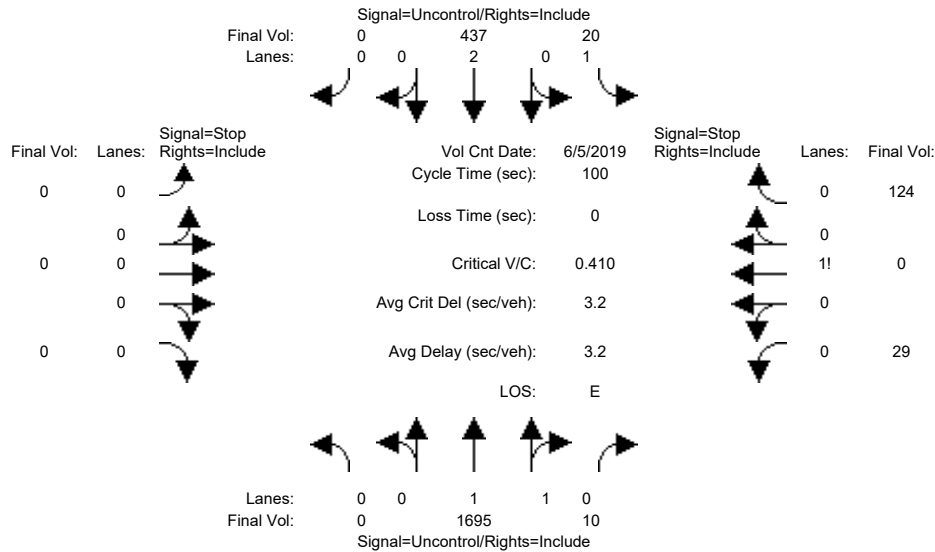 Signal=Uncontrol/Rights=Include
Final Vol: 0 437 20
Lanes: 0 0 2 0 1
Signal=Stop Signal=Stop
Final Vol: Lanes: Rights=Include Vol Cnt Date: 6/5/2019 Rights=Include Lanes: Final Vol:
Cycle Time (sec): 100
0 0 0 124
Loss Time (sec): 0
0 0
0 0 Critical V/C: 0.410 1! 0
0 Avg Crit Del (sec/veh): 3.2 0
0 0 Avg Delay (sec/veh): 3.2 0 29
LOS: E
Lanes: 0 0 1 1 0
Final Vol: 0 1695 10
Signal=Uncontrol/Rights=Include